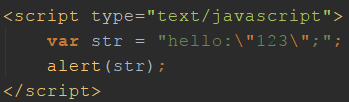 <script type="text/javascript">
    var str = "hello:\"123\";";
    alert(str);
</script>